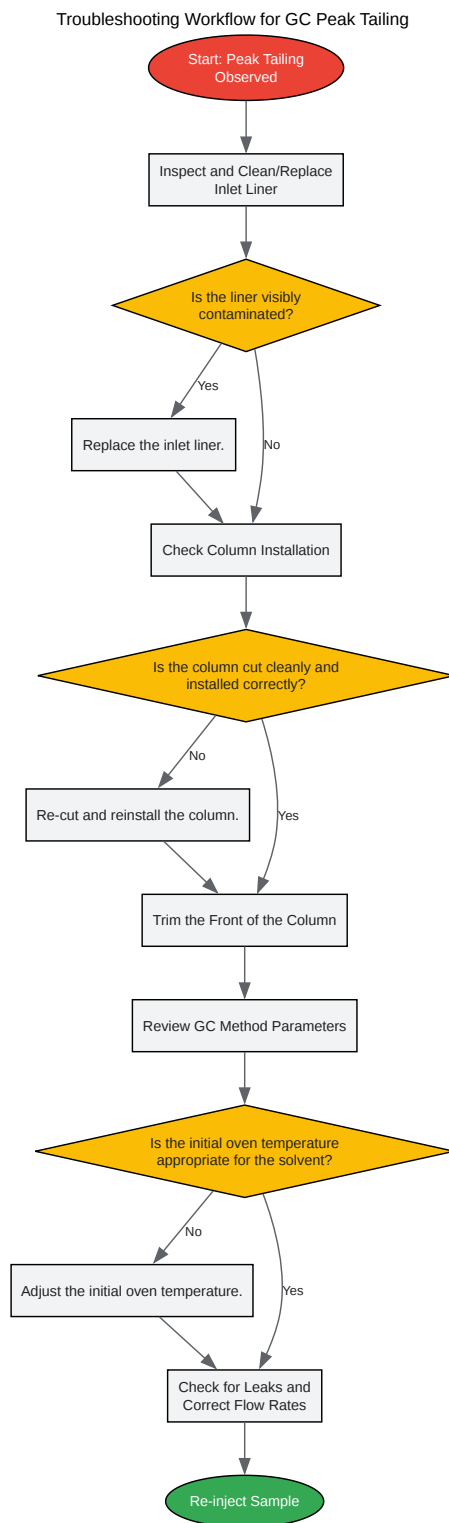 Troubleshooting Workflow for GC Peak Tailing
Start: Peak Tailing
Observed
Inspect and Clean/Replace
Inlet Liner
Is the liner visibly
contaminated?
Yes
Replace the inlet liner.
No
Check Column Installation
Is the column cut cleanly and
installed correctly?
No
Re-cut and reinstall the column.
Yes
Trim the Front of the Column
Review GC Method Parameters
Is the initial oven temperature
appropriate for the solvent?
No
Adjust the initial oven temperature.
Yes
Check for Leaks and
Correct Flow Rates
Re-inject Sample